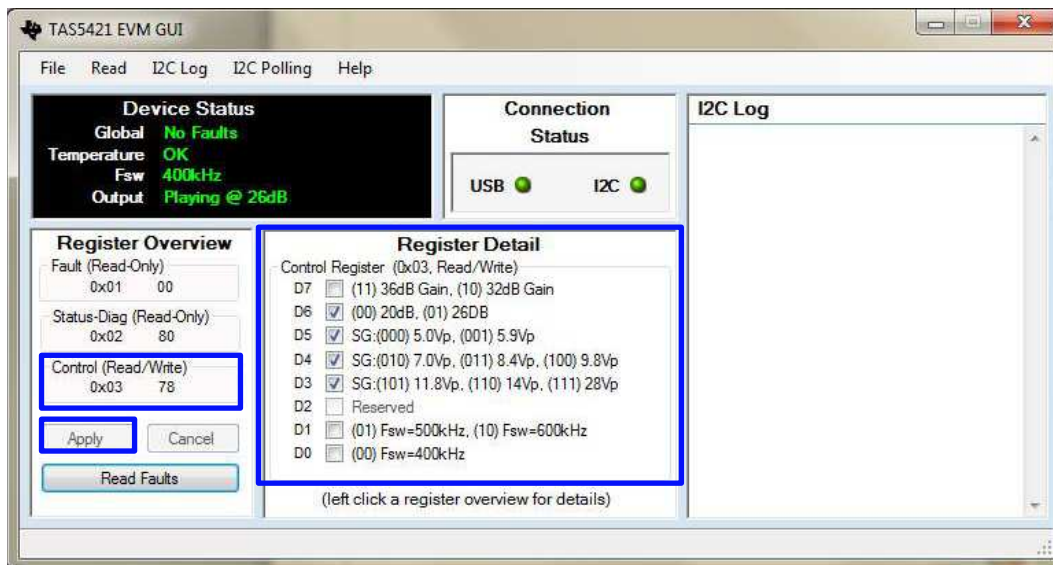 TAS5421 EVM GUI
File Read I2C Log I2C Polling Help
Device Status
Global No Faults
Temperature OK
Fsw 400kHz
Output Playing @ 26dB
Connection
Status
USB I2C
I2C Log
Register Overview
Fault (Read-Only)
0x01 00
Status-Diag (Read-Only)
0x02 80
Control (Read/Write)
0x03 78
Apply Cancel
Read Faults
Register Detail
Control Register (0x03, Read/Write)
D7 (11) 36dB Gain, (10) 32dB Gain
D6 (00) 20dB, (01) 26DB
D5 SG:(000) 5.0Vp, (001) 5.9Vp
D4 SG:(010) 7.0Vp, (011) 8.4Vp, (100) 9.8Vp
D3 SG:(101) 11.8Vp, (110) 14Vp, (111) 28Vp
D2 Reserved
D1 (01) Fsw=500kHz, (10) Fsw=600kHz
D0 (00) Fsw=400kHz
(left click a register overview for details)